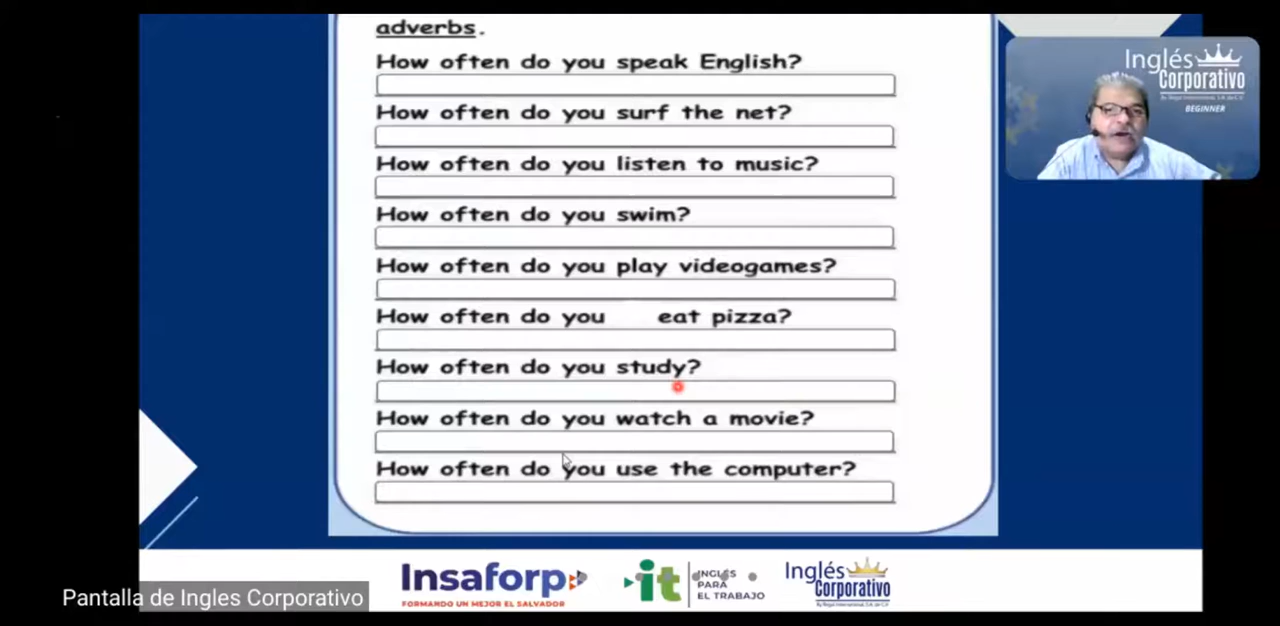 adverbs.
How often do you speak English?
How often do you surf the net?
How often do you listen to music?
How often do you swim?
How often do you play videogames?
How often do you eat pizza?
How often do you study?
How often do you watch a movie?
How often do you use the computer?
Inglés
Corporativo
BEGINNER
Insaforp
FORMANDO UN MEJOR EL SALVADOR
it
INGLÉS
PARA
EL TRABAJO
Inglés
Corporativo
Pantalla de Ingles Corporativo